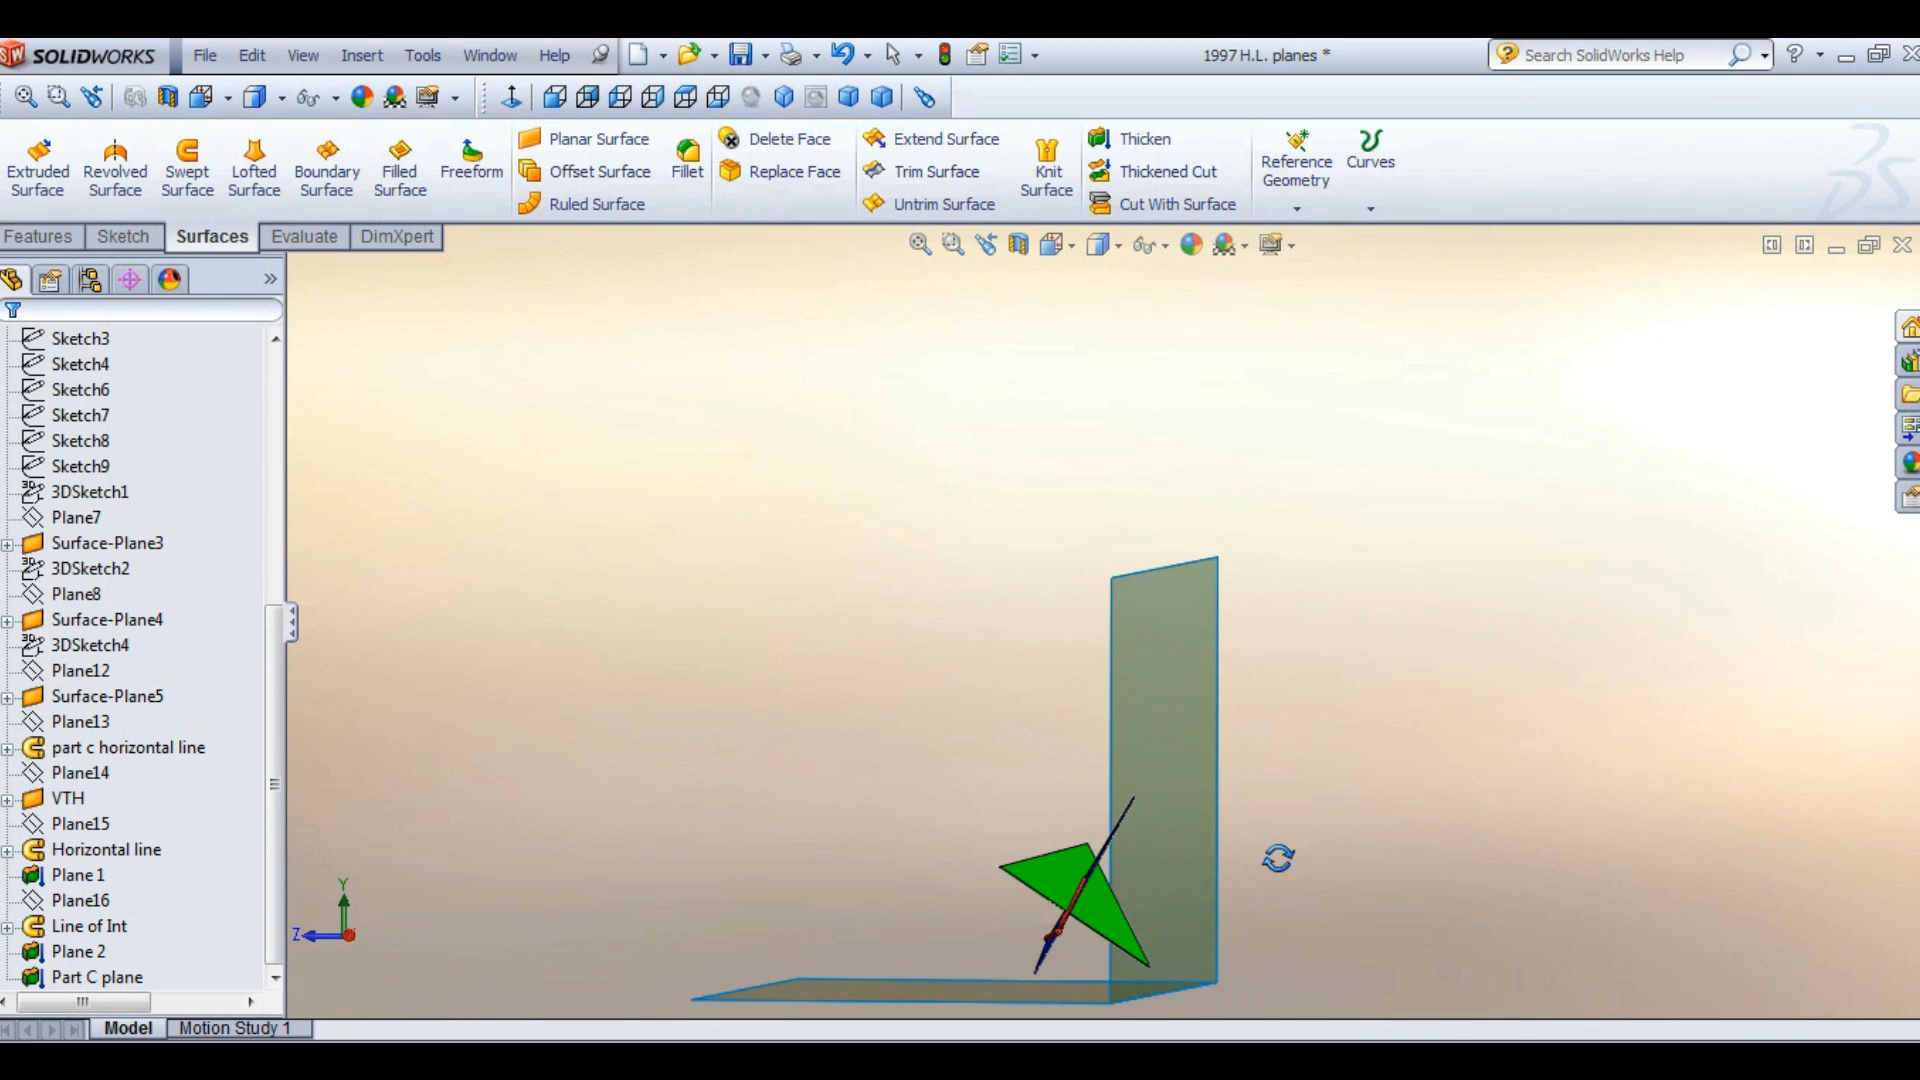 SOLIDWORKS File Edit View Insert Tools Window Help 1997 H.L. planes * Search SolidWorks Help
Extruded Surface
Revolved Surface
Swept Surface
Lofted Surface
Boundary Surface
Filled Surface
Freeform
Planar Surface
Offset Surface
Ruled Surface
Fillet
Delete Face
Replace Face
Extend Surface
Trim Surface
Untrim Surface
Knit Surface
Thicken
Thickened Cut
Cut With Surface
Reference Geometry
Curves
Features Sketch Surfaces Evaluate DimXpert
Sketch3
Sketch4
Sketch6
Sketch7
Sketch8
Sketch9
3DSketch1
Plane7
Surface-Plane3
3DSketch2
Plane8
Surface-Plane4
3DSketch4
Plane12
Surface-Plane5
Plane13
part c horizontal line
Plane14
VTH
Plane15
Horizontal line
Plane 1
Plane16
Line of Int
Plane 2
Part C plane
Y
Z
Model Motion Study 1